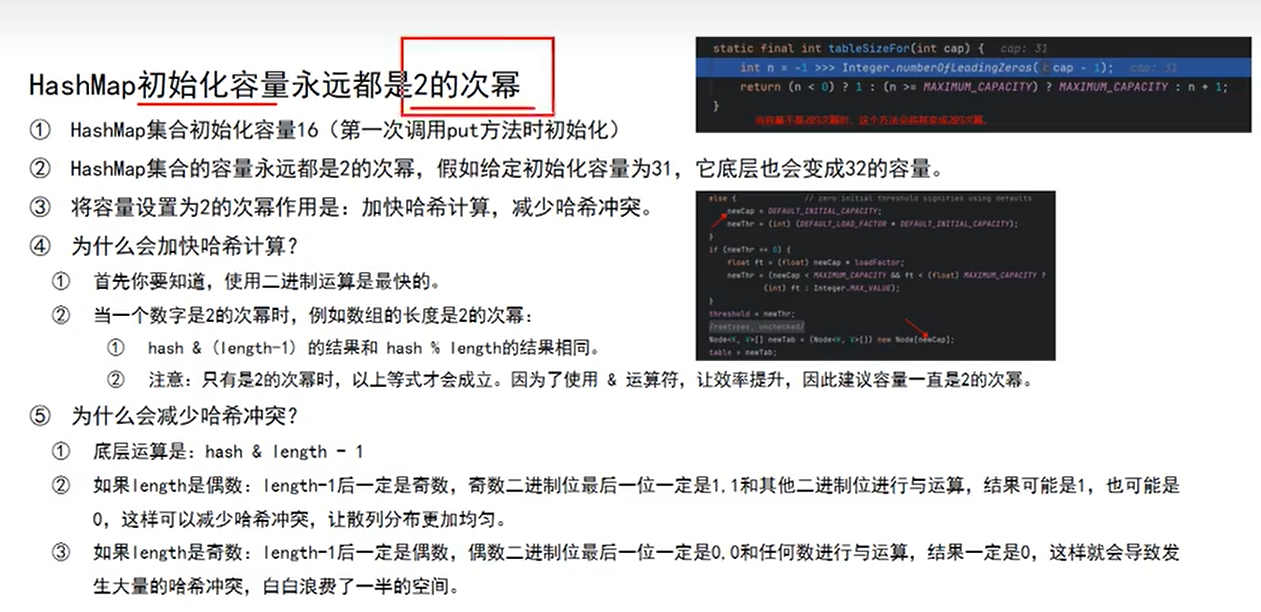 HashMap初始化容量永远都是2的次幂
① HashMap集合初始化容量16（第一次调用put方法时初始化）
② HashMap集合的容量永远都是2的次幂，假如给定初始化容量为31，它底层也会变成32的容量。
③ 将容量设置为2的次幂作用是：加快哈希计算，减少哈希冲突。
④ 为什么会加快哈希计算？
① 首先你要知道，使用二进制运算是最快的。
② 当一个数字是2的次幂时，例如数组的长度是2的次幂：
① hash & (length-1) 的结果和 hash % length的结果相同。
② 注意：只有是2的次幂时，以上等式才会成立。因为了使用 & 运算符，让效率提升，因此建议容量一直是2的次幂。
⑤ 为什么会减少哈希冲突？
① 底层运算是：hash & length - 1
② 如果length是偶数：length-1后一定是奇数，奇数二进制位最后一位一定是1,1和其他二进制位进行与运算，结果可能是1，也可能是
0，这样可以减少哈希冲突，让散列分布更加均匀。
③ 如果length是奇数：length-1后一定是偶数，偶数二进制位最后一位一定是0,0和任何数进行与运算，结果一定是0，这样就会导致发
生大量的哈希冲突，白白浪费了一半的空间。
static final int tableSizeFor(int cap) { cap: 31
int n = -1 >>> Integer.numberOfLeadingZeros( cap - 1); cap: 31
return (n < 0) ? 1 : (n >= MAXIMUM_CAPACITY) ? MAXIMUM_CAPACITY : n + 1;
}
当容量不是2的次幂时，这个方法会将其变成2的次幂。
else { // zero initial threshold signifies using defaults
newCap = DEFAULT_INITIAL_CAPACITY;
newThr = (int) (DEFAULT_LOAD_FACTOR * DEFAULT_INITIAL_CAPACITY);
}
if (newThr == 0) {
float ft = (float) newCap * loadFactor;
newThr = (newCap < MAXIMUM_CAPACITY && ft < (float) MAXIMUM_CAPACITY ?
(int) ft : Integer.MAX_VALUE);
}
threshold = newThr;
/rawtypes, unchecked/
Node<K, V>[] newTab = (Node<K, V>[]) new Node[newCap];
table = newTab;